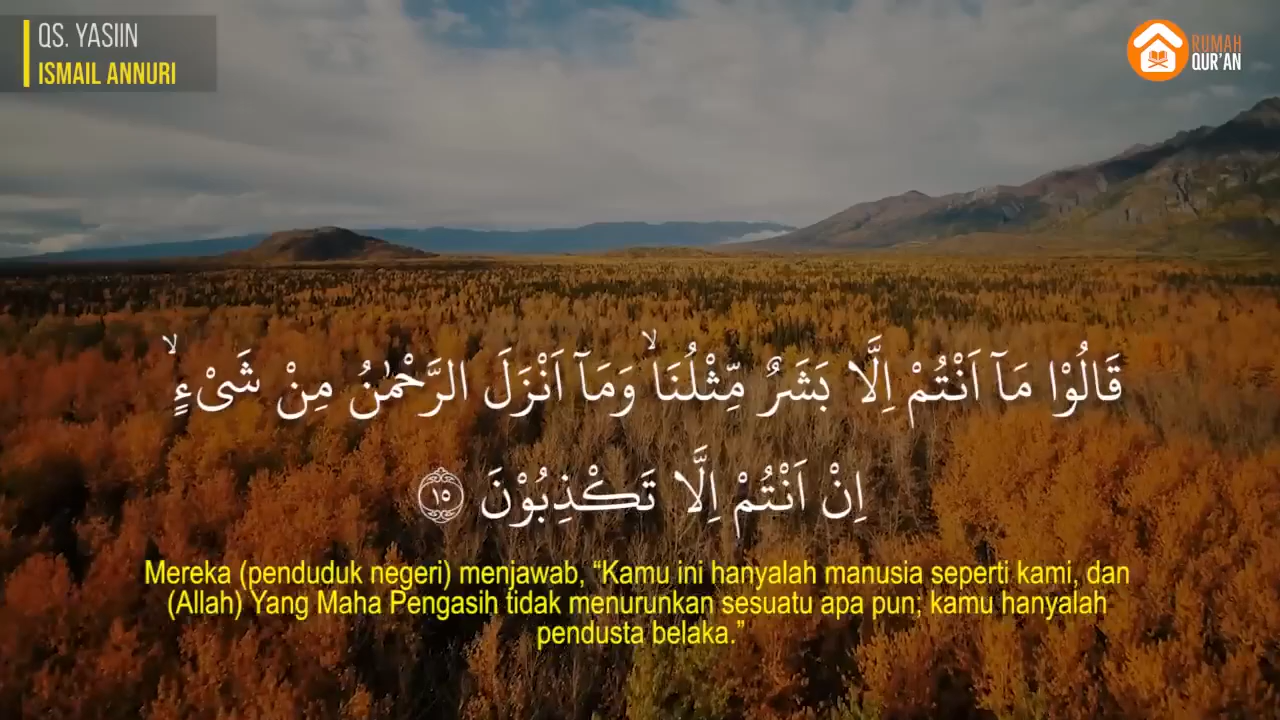 QS. YASIIN
ISMAIL ANNURI
RUMAH
QUR'AN
قَالُوْا مَآ اَنْتُمْ اِلَّا بَشَرٌ مِّثْلُنَاۙ وَمَآ اَنْزَلَ الرَّحْمٰنُ مِنْ شَيْءٍۙ
اِنْ اَنْتُمْ اِلَّا تَكْذِبُوْنَ ١٥
Mereka (penduduk negeri) menjawab, “Kamu ini hanyalah manusia seperti kami, dan
(Allah) Yang Maha Pengasih tidak menurunkan sesuatu apa pun; kamu hanyalah
pendusta belaka.”